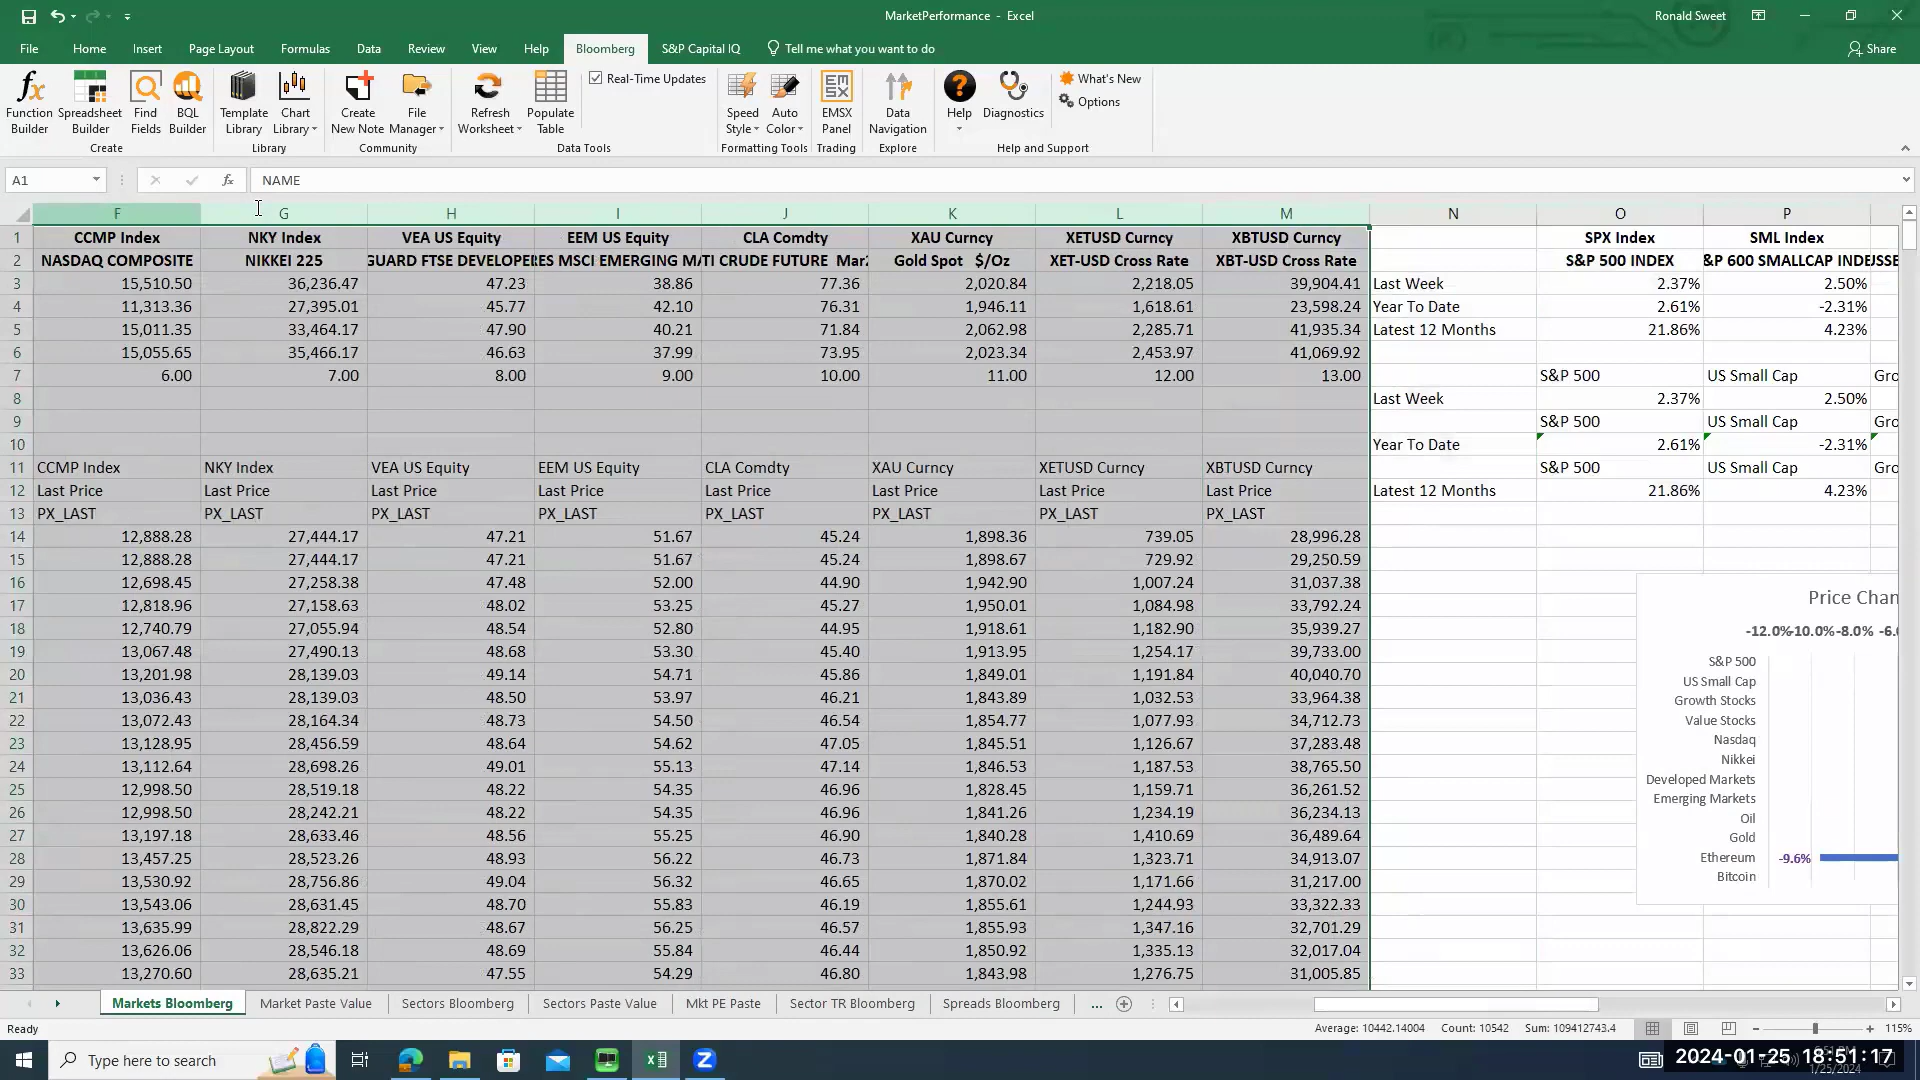 MarketPerformance - Excel
Ronald Sweet
File Home Insert Page Layout Formulas Data Review View Help Bloomberg S&P Capital IQ Tell me what you want to do
Share
Function Builder
Spreadsheet Builder
Find Fields
BQL Builder
Create
Template Library
Chart Library
Library
Create New Note
File Manager
Community
Refresh Worksheet
Populate Table
Real-Time Updates
Data Tools
Speed Style
Auto Color
Formatting Tools
EMSX Panel
Trading
Data Navigation
Explore
Help
Diagnostics
What's New
Options
Help and Support
A1
fx
NAME
F G H I J K L M N O P
1 CCMP Index NKY Index VEA US Equity EEM US Equity CLA Comdty XAU Curncy XETUSD Curncy XBTUSD Curncy SPX Index SML Index
2 NASDAQ COMPOSITE NIKKEI 225 GUARD FTSE DEVELOPE RES MSCI EMERGING MA TI CRUDE FUTURE Mar2 Gold Spot $/Oz XET-USD Cross Rate XBT-USD Cross Rate S&P 500 INDEX &P 600 SMALLCAP INDE
3 15,510.50 36,236.47 47.23 38.86 77.36 2,020.84 2,218.05 39,904.41 Last Week 2.37% 2.50%
4 11,313.36 27,395.01 45.77 42.10 76.31 1,946.11 1,618.61 23,598.24 Year To Date 2.61% -2.31%
5 15,011.35 33,464.17 47.90 40.21 71.84 2,062.98 2,285.71 41,935.34 Latest 12 Months 21.86% 4.23%
6 15,055.65 35,466.17 46.63 37.99 73.95 2,023.34 2,453.97 41,069.92
7 6.00 7.00 8.00 9.00 10.00 11.00 12.00 13.00 S&P 500 US Small Cap Gro
8 Last Week 2.37% 2.50%
9 S&P 500 US Small Cap Gro
10 Year To Date 2.61% -2.31%
11 CCMP Index NKY Index VEA US Equity EEM US Equity CLA Comdty XAU Curncy XETUSD Curncy XBTUSD Curncy S&P 500 US Small Cap Gro
12 Last Price Last Price Last Price Last Price Last Price Last Price Last Price Last Price Latest 12 Months 21.86% 4.23%
13 PX_LAST PX_LAST PX_LAST PX_LAST PX_LAST PX_LAST PX_LAST PX_LAST
14 12,888.28 27,444.17 47.21 51.67 45.24 1,898.36 739.05 28,996.28
15 12,888.28 27,444.17 47.21 51.67 45.24 1,898.67 729.92 29,250.59
16 12,698.45 27,258.38 47.48 52.00 44.90 1,942.90 1,007.24 31,037.38
17 12,818.96 27,158.63 48.02 53.25 45.27 1,950.01 1,084.98 33,792.24
18 12,740.79 27,055.94 48.54 52.80 44.95 1,918.61 1,182.90 35,939.27
19 13,067.48 27,490.13 48.68 53.30 45.40 1,913.95 1,254.17 39,733.00
20 13,201.98 28,139.03 49.14 54.71 45.86 1,849.01 1,191.84 40,040.70
21 13,036.43 28,139.03 48.50 53.97 46.21 1,843.89 1,032.53 33,964.38
22 13,072.43 28,164.34 48.73 54.50 46.54 1,854.77 1,077.93 34,712.73
23 13,128.95 28,456.59 48.64 54.62 47.05 1,845.51 1,126.67 37,283.48
24 13,112.64 28,698.26 49.01 55.13 47.14 1,846.53 1,187.53 38,765.50
25 12,998.50 28,519.18 48.22 54.35 46.96 1,828.45 1,159.71 36,261.52
26 12,998.50 28,242.21 48.22 54.35 46.96 1,841.26 1,234.19 36,234.13
27 13,197.18 28,633.46 48.56 55.25 46.90 1,840.28 1,410.69 36,489.64
28 13,457.25 28,523.26 48.93 56.22 46.73 1,871.84 1,323.71 34,913.07
29 13,530.92 28,756.86 49.04 56.32 46.65 1,870.02 1,171.66 31,217.00
30 13,543.06 28,631.45 48.70 55.83 46.19 1,855.61 1,244.93 33,322.33
31 13,635.99 28,822.29 48.67 56.25 46.57 1,855.93 1,347.16 32,701.29
32 13,626.06 28,546.18 48.69 55.84 46.44 1,850.92 1,335.13 32,017.04
33 13,270.60 28,635.21 47.55 54.29 46.80 1,843.98 1,276.75 31,005.85
Price Chan
-12.0% -10.0% -8.0% -6.0
S&P 500
US Small Cap
Growth Stocks
Value Stocks
Nasdaq
Nikkei
Developed Markets
Emerging Markets
Oil
Gold
Ethereum -9.6%
Bitcoin
Markets Bloomberg Market Paste Value Sectors Bloomberg Sectors Paste Value Mkt PE Paste Sector TR Bloomberg Spreads Bloomberg ...
Ready
Average: 10442.14004 Count: 10542 Sum: 109412743.4
115%
Type here to search
2024-01-25 18:51:17
1/25/2024